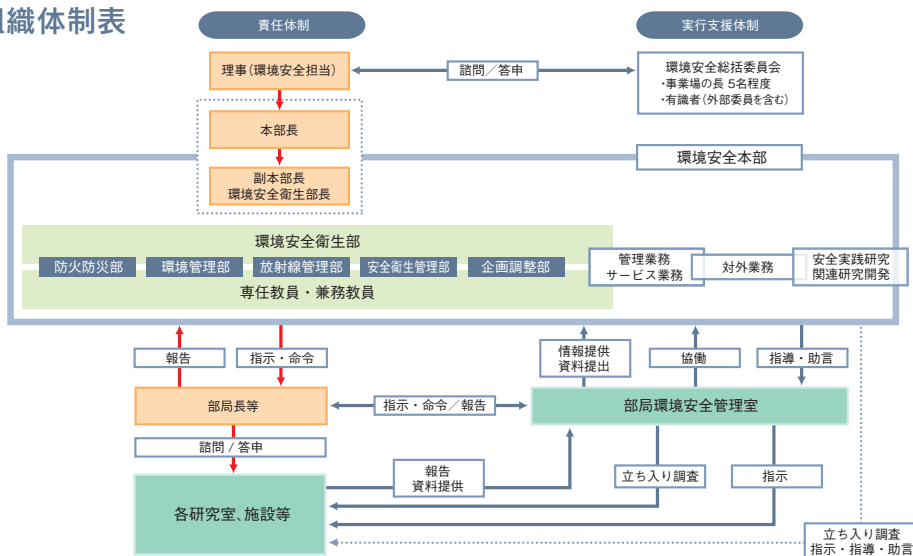 組織体制表
責任体制
実行支援体制
理事（環境安全担当）
諮問／答申
環境安全総括委員会
・事業場の長 5名程度
・有識者（外部委員を含む）
本部長
環境安全本部
副本部長
環境安全衛生部長
環境安全衛生部
防火防災部
環境管理部
放射線管理部
安全衛生管理部
企画調整部
専任教員・兼務教員
管理業務
サービス業務
対外業務
安全実践研究
関連研究開発
報告
指示・命令
情報提供
資料提出
協働
指導・助言
部局長等
指示・命令／報告
部局環境安全管理室
諮問 / 答申
報告
資料提供
立ち入り調査
指示
各研究室、施設等
立ち入り調査
指示・指導・助言